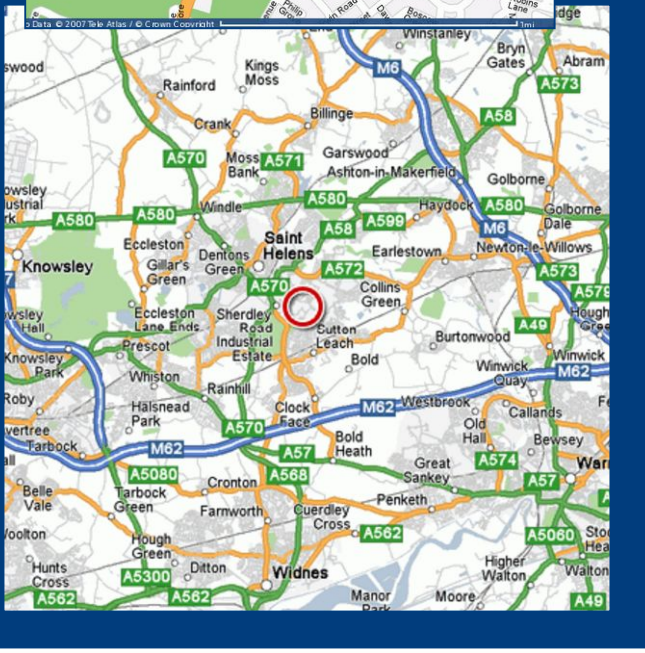 Data © 2007 Tele Atlas / © Crown Copyright
1mi
Robins
Lane
Winstanley
Bryn
Gates
Abram
M6
A573
Kings
Moss
Rainford
A58
Billinge
Crank
Garswood
A570
Moss
Bank
A571
Ashton-in-Makerfield
Golborne
A580
A580
Windle
A580
Haydock
A580
Golborne
Dale
A58
A599
M6
Eccleston
Saint
Helens
Earlestown
Newton-le-Willows
Dentons
Green
Knowsley
Gillar's
Green
A572
A573
A570
Collins
Green
A579
Eccleston
Lane Ends
Sherdley
Road
Industrial
Estate
Sutton
Leach
A49
Prescot
Burtonwood
Knowsley
Park
Bold
Winwick
Whiston
Winwick
Quay
M62
Rainhill
Roby
Halsnead
Park
Clock
Face
M62
Westbrook
Callands
A570
Old
Hall
Tarbock
M62
Bold
Heath
Bewsey
A57
A574
A5080
A568
Great
Sankey
A57
Belle
Vale
Tarbock
Green
Cronton
Penketh
Farnworth
Cuerdley
Cross
A562
A5060
Hough
Green
Hunts
Cross
Ditton
Higher
Walton
Walton
A5300
Widnes
A562
A562
Manor
Park
Moore
A49